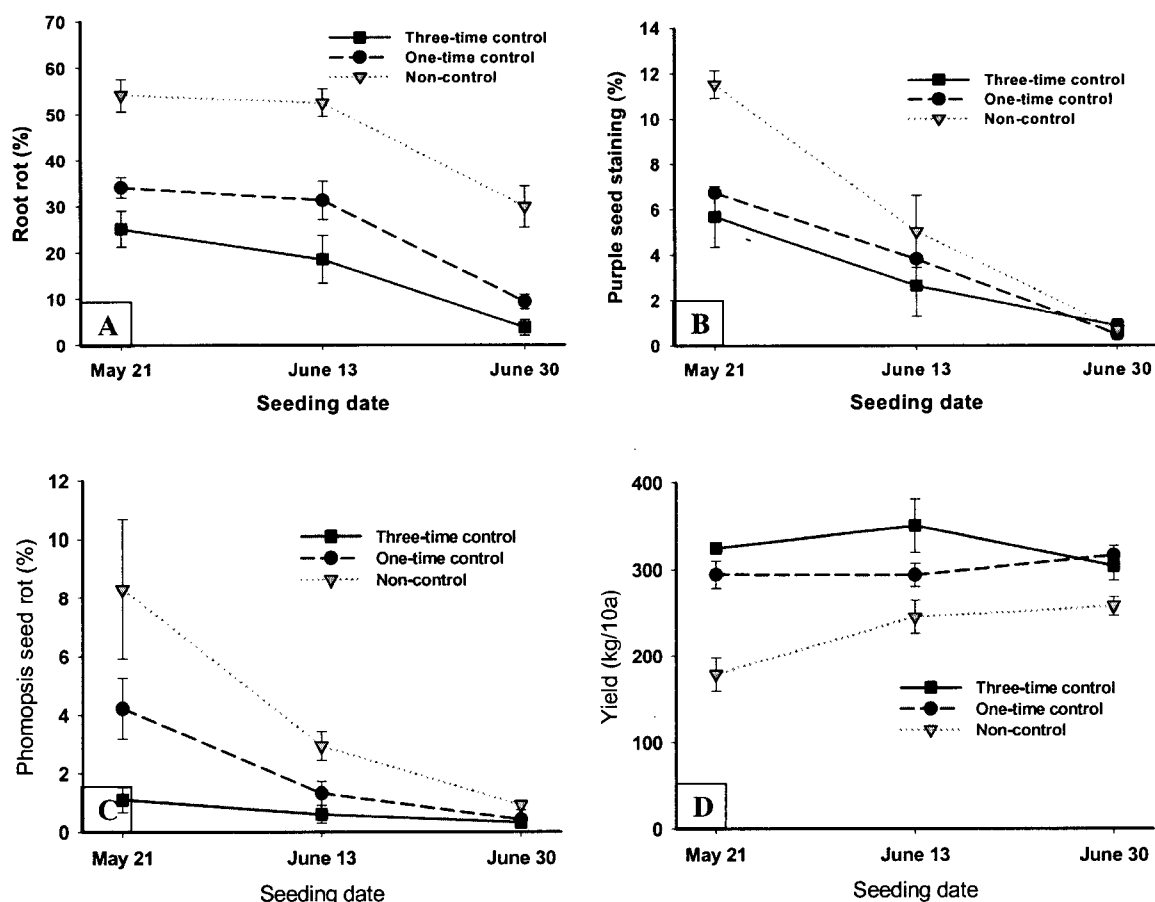 70
60
50
40
30
20
10
0
Root rot (%)
Three-time control
One-time control
Non-control
A
May 21
June 13
June 30
Seeding date
14
12
10
8
6
4
2
0
Purple seed staining (%)
Three-time control
One-time control
Non-control
B
May 21
June 13
June 30
Seeding date
12
10
8
6
4
2
0
Phomopsis seed rot (%)
Three-time control
One-time control
Non-control
C
May 21
June 13
June 30
Seeding date
400
300
200
100
0
Yield (kg/10a)
Three-time control
One-time control
Non-control
D
May 21
June 13
June 30
Seeding date